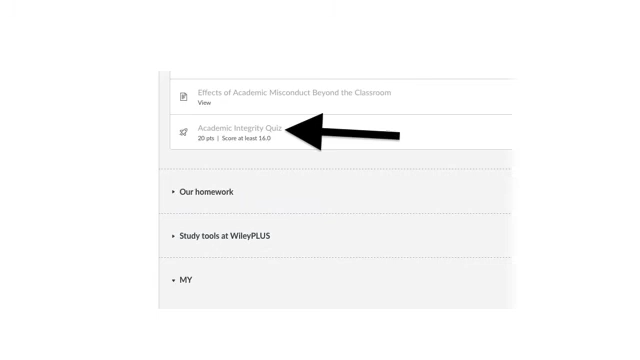 Effects of Academic Misconduct Beyond the Classroom
View
Academic Integrity Quiz
20 pts | Score at least 16.0
Our homework
Study tools at WileyPLUS
MY